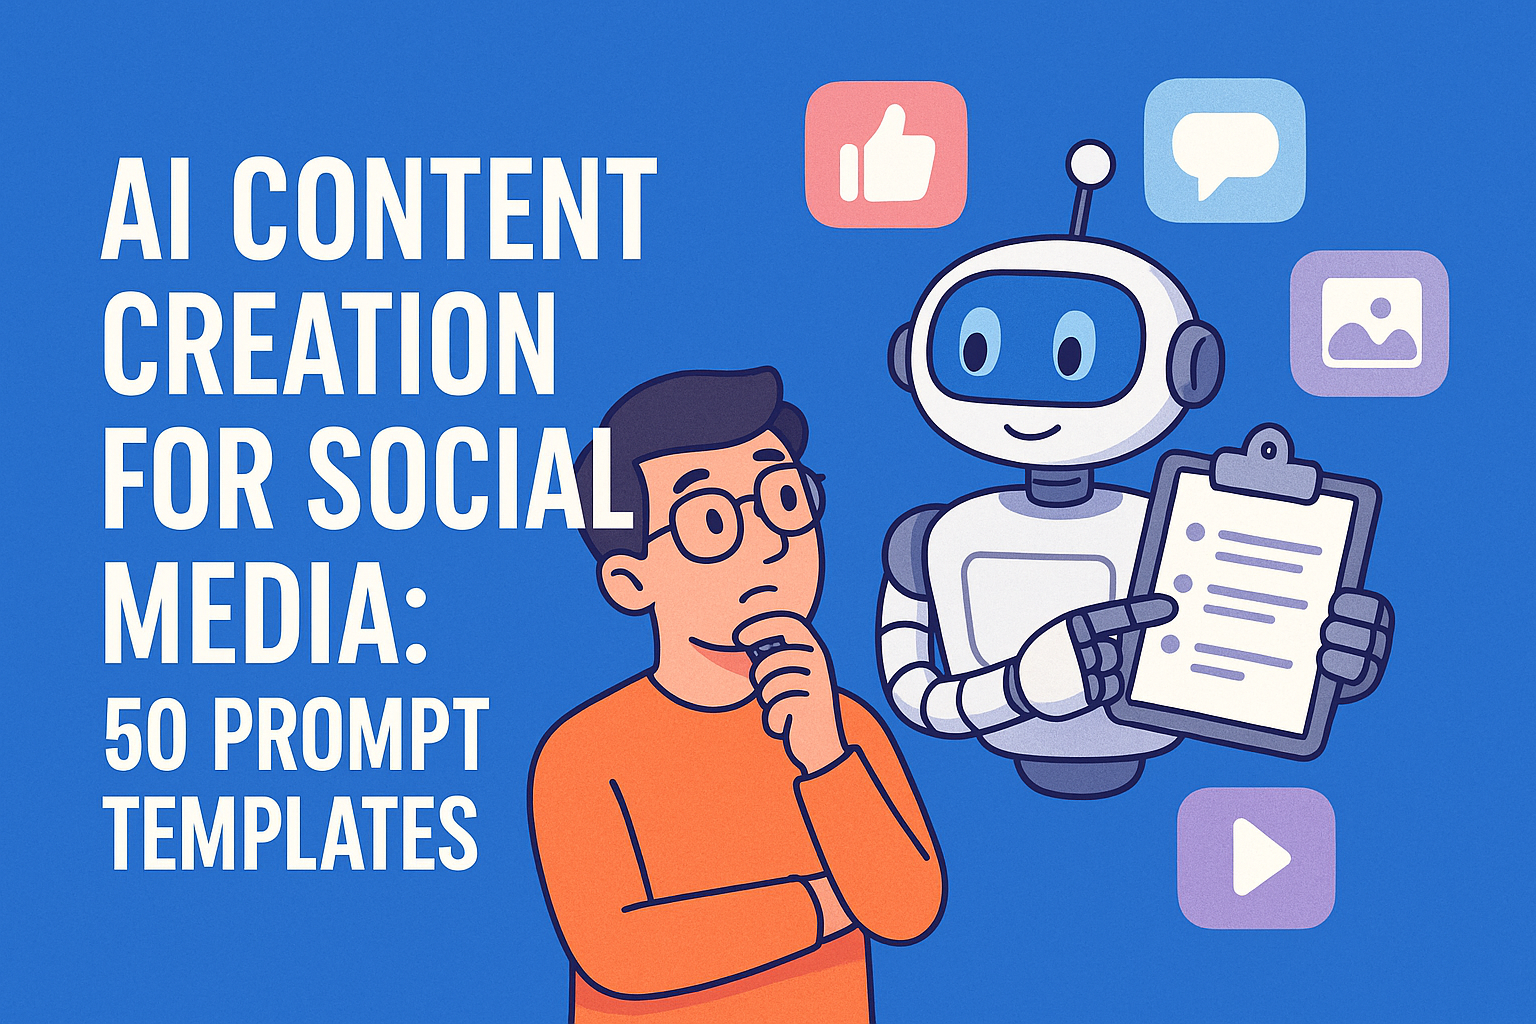 AI CONTENT
CREATION
FOR SOCIAL
MEDIA:
50 PROMPT
TEMPLATES